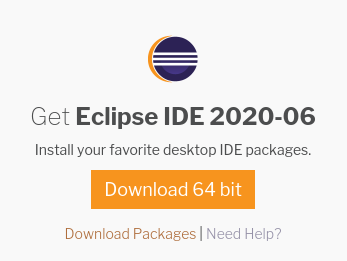 Get Eclipse IDE 2020-06
Install your favorite desktop IDE packages.
Download 64 bit
Download Packages | Need Help?